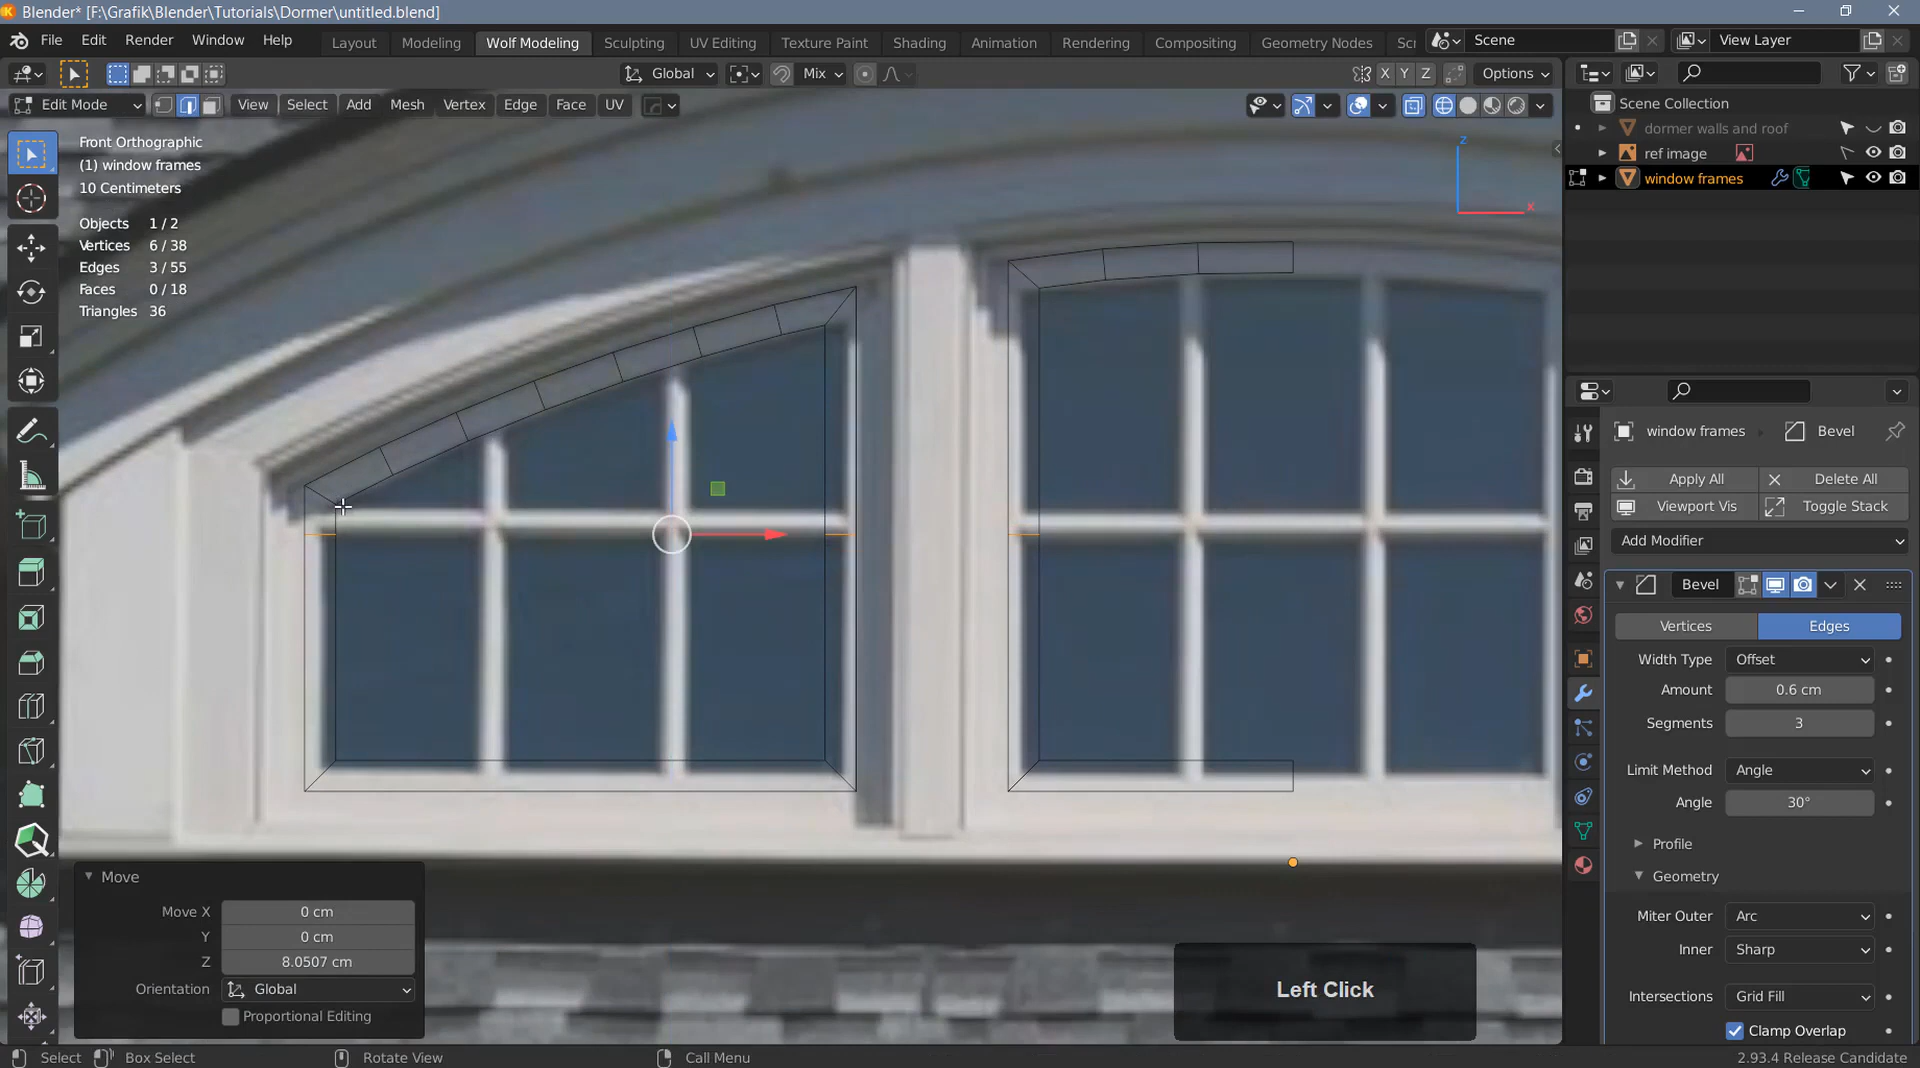 Blender* [F:\Grafik\Blender\Tutorials\Dormer\untitled.blend]
File Edit Render Window Help Layout Modeling Wolf Modeling Sculpting UV Editing Texture Paint Shading Animation Rendering Compositing Geometry Nodes Scene View Layer
Global Mix X Y Z Options
Edit Mode View Select Add Mesh Vertex Edge Face UV
Scene Collection
dormer walls and roof
ref image
window frames
Front Orthographic
(1) window frames
10 Centimeters
Objects 1 / 2
Vertices 6 / 38
Edges 3 / 55
Faces 0 / 18
Triangles 36
z
x
window frames Bevel
Apply All Delete All
Viewport Vis Toggle Stack
Add Modifier
Bevel
Vertices Edges
Width Type Offset
Amount 0.6 cm
Segments 3
Limit Method Angle
Angle 30°
Profile
Geometry
Miter Outer Arc
Inner Sharp
Intersections Grid Fill
Clamp Overlap
Move
Move X 0 cm
Y 0 cm
Z 8.0507 cm
Orientation Global
Proportional Editing
Left Click
Select Box Select Rotate View Call Menu 2.93.4 Release Candidate